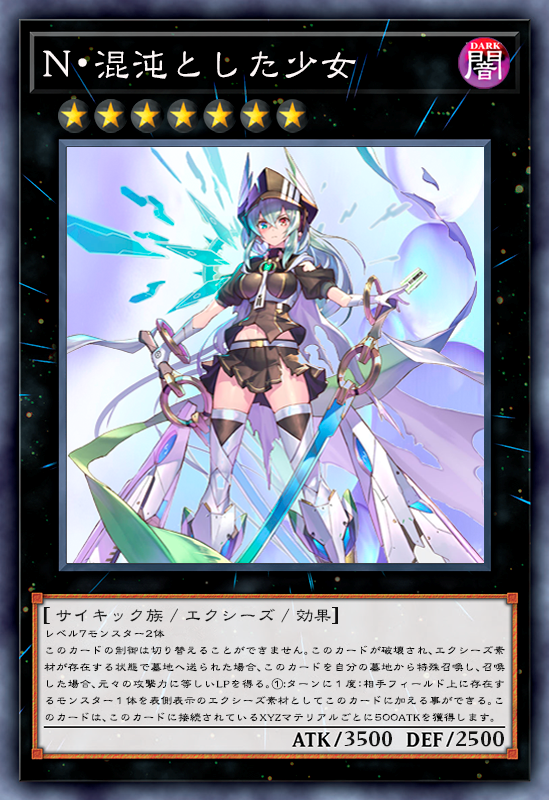 N・混沌とした少女
DARK
闇
[サイキック族/エクシーズ/効果]
レベル7モンスター2体
このカードの制御は切り替えることができません。このカードが破壊され、エクシーズ素
材が存在する状態で墓地へ送られた場合、このカードを自分の墓地から特殊召喚し、召喚
した場合、元々の攻撃力に等しいLPを得る。①:ターンに1度:相手フィールド上に存在す
るモンスター1体を表側表示のエクシーズ素材としてこのカードに加える事ができる。こ
のカードは、このカードに接続されているXYZマテリアルごとに500ATKを獲得します。
ATK/3500 DEF/2500